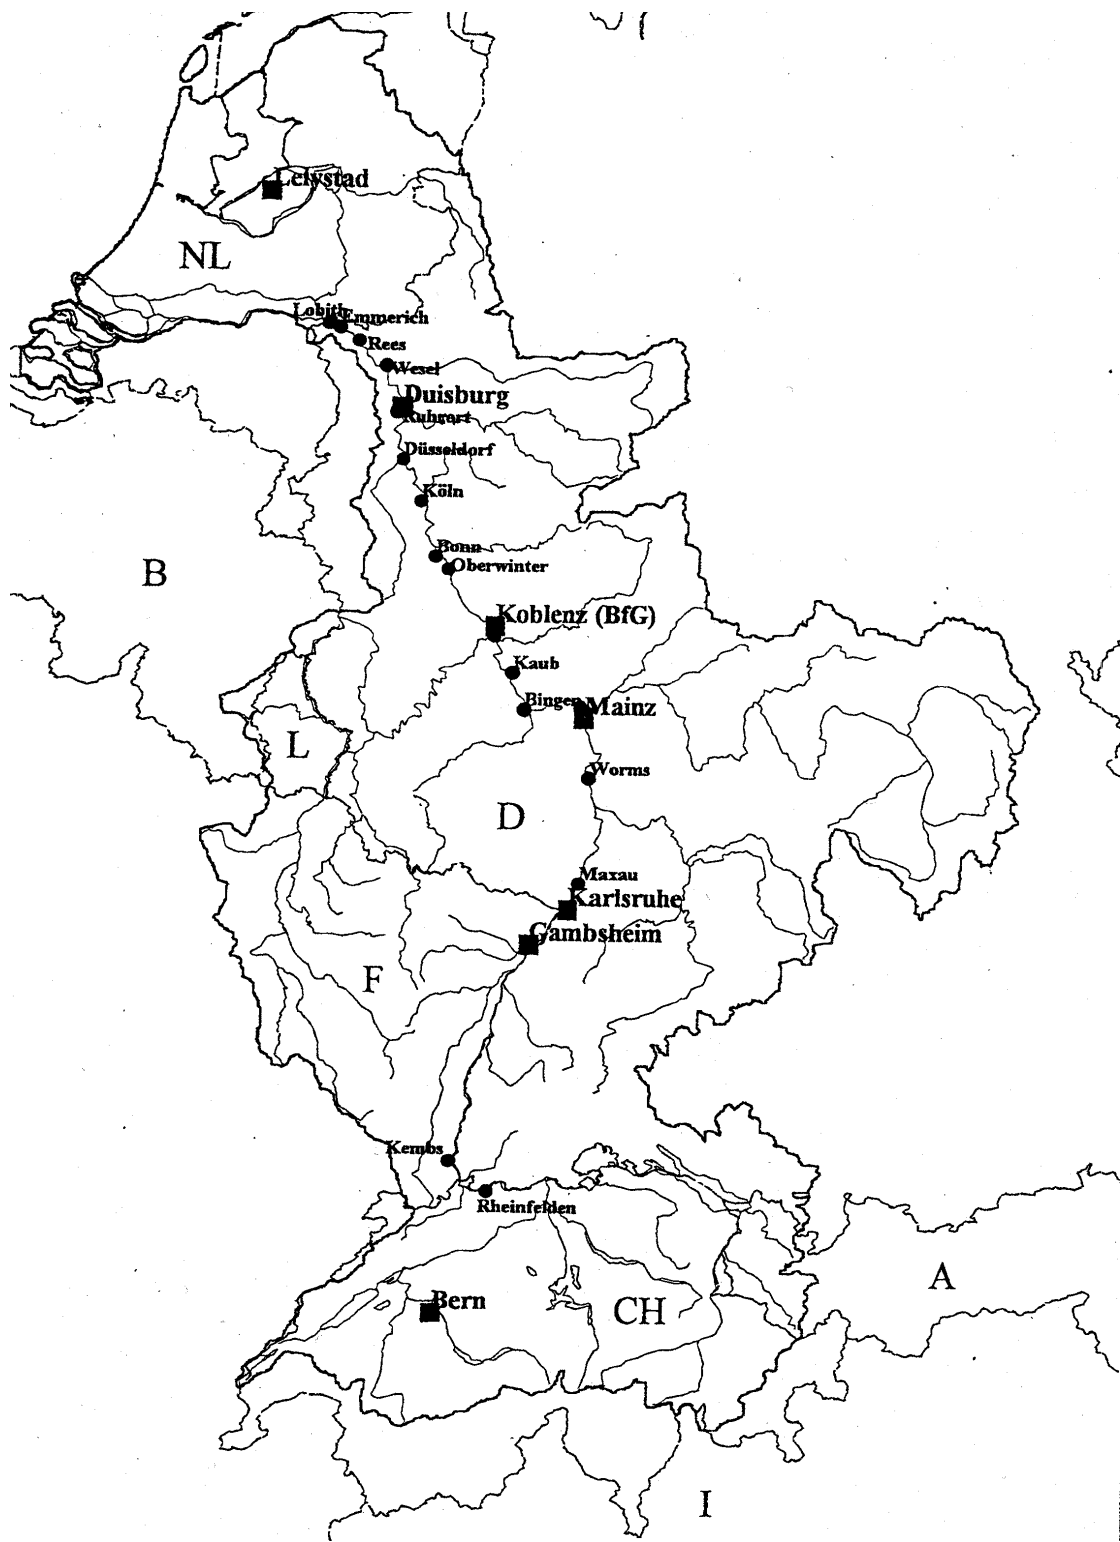 Lelystad
NL
Lobith
Emmerich
Rees
Wesel
Duisburg
Ruhrort
Düsseldorf
Köln
B
Bonn
Oberwinter
Koblenz (BfG)
Kaub
Bingen
Mainz
L
Worms
D
Maxau
Karlsruhe
Gambsheim
F
Kembs
Rheinfelden
A
Bern
CH
I